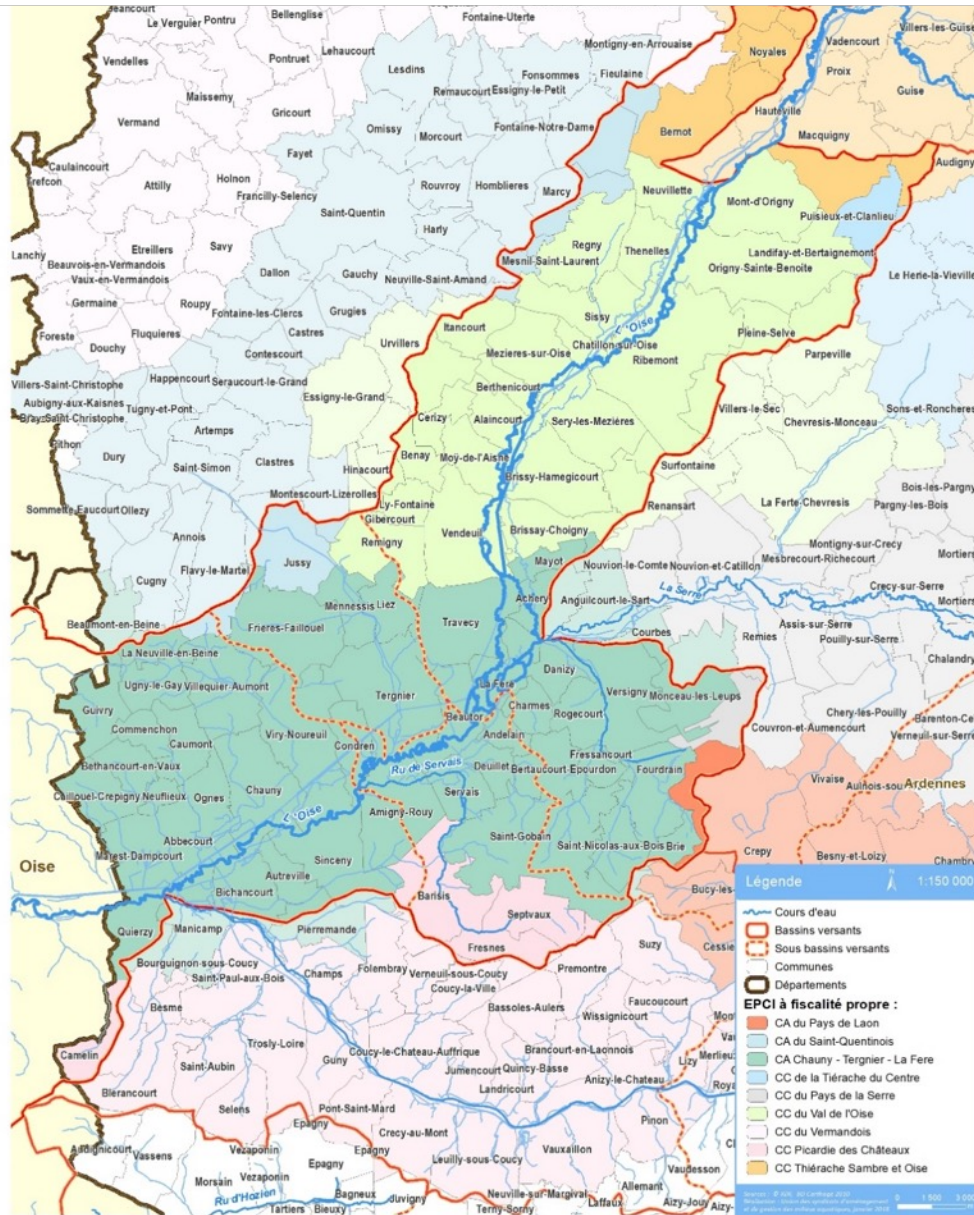 Jeancourt
Le Verguier
Pontru
Bellenglise
Fontaine-Uterte
Lehaucourt
Montigny-en-Arrouaise
Noyales
Villers-les-Guise
Vadencourt
Vendelles
Pontruet
Lesdins
Fonsommes
Fieulaine
Proix
Guise
Maissemy
Remaucourt
Essigny-le-Petit
Hauteville
Vermand
Gricourt
Omissy
Morcourt
Fontaine-Notre-Dame
Bernot
Macquigny
Audigny
Fayet
Caulaincourt
Trefcon
Attilly
Holnon
Francilly-Selency
Rouvroy
Homblieres
Marcy
Neuvillette
Mont-d'Origny
Puisieux-et-Clanlieu
Saint-Quentin
Harly
Regny
Thenelles
Lanchy
Beauvois-en-Vermandois
Etreillers
Savy
Vaux-en-Vermandois
Dallon
Gauchy
Neuville-Saint-Amand
Mesnil-Saint-Laurent
Landifay-et-Bertaignemont
Origny-Sainte-Benoite
Le Herie-la-Vieville
Germaine
Roupy
Fontaine-les-Clercs
Grugies
Sissy
L'Oise
Foreste
Douchy
Fluquieres
Castres
Contescourt
Urvillers
Itancourt
Mezieres-sur-Oise
Chatillon-sur-Oise
Ribemont
Pleine-Selve
Parpeville
Villers-Saint-Christophe
Happencourt
Seraucourt-le-Grand
Essigny-le-Grand
Berthenicourt
Aubigny-aux-Kaisnes
Bray-Saint-Christophe
Tugny-et-Pont
Artemps
Cerizy
Alaincourt
Sery-les-Mezières
Villers-le-Sec
Chevresis-Monceau
Sons-et-Roncheres
Pithon
Dury
Saint-Simon
Clastres
Hinacourt
Benay
Moÿ-de-l'Aisne
Brissy-Hamegicourt
Surfontaine
Montescourt-Lizerolles
Ly-Fontaine
Gibercourt
Renansart
La Ferte-Chevresis
Bois-les-Pargny
Pargny-les-Bois
Sommette-Eaucourt
Ollezy
Annois
Remigny
Vendeuil
Brissay-Choigny
Montigny-sur-Crecy
Mesbrecourt-Richecourt
Cugny
Flavy-le-Martel
Jussy
Mayot
Nouvion-le-Comte
Nouvion-et-Catillon
Achery
Anguilcourt-le-Sart
La Serre
Crecy-sur-Serre
Beaumont-en-Beine
Mennessis
Liez
Travecy
Frieres-Faillouel
Courbes
Remies
Assis-sur-Serre
Pouilly-sur-Serre
La Neuville-en-Beine
Danizy
Chalandry
Ugny-le-Gay
Villequier-Aumont
Tergnier
La Fere
Versigny
Monceau-les-Leups
Guivry
Commenchon
Caumont
Viry-Noureuil
Condren
Beautor
Charmes
Rogecourt
Andelain
Couvron-et-Aumencourt
Chery-les-Pouilly
Verneuil-sur-Serre
Bethancourt-en-Vaux
Ru de Servais
Deuillet
Bertaucourt-Epourdon
Fressancourt
Fourdrain
Vivaise
Ardennes
Caillouel-Crepigny
Neuflieux
Ognes
Chauny
Servais
L'Oise
Amigny-Rouy
Abbecourt
Saint-Gobain
Saint-Nicolas-aux-Bois
Brie
Crepy
Besny-et-Loizy
Oise
Marest-Dampcourt
Sinceny
Autreville
Bichancourt
Barisis
Septvaux
Quierzy
Manicamp
Pierremande
Fresnes
Suzy
Bourguignon-sous-Coucy
Saint-Paul-aux-Bois
Champs
Folembray
Verneuil-sous-Coucy
Coucy-la-Ville
Premontre
Besme
Bassoles-Aulers
Faucoucourt
Wissignicourt
Trosly-Loire
Guny
Coucy-le-Chateau-Auffrique
Brancourt-en-Laonnois
Lizy
Camelin
Saint-Aubin
Jumencourt
Quincy-Basse
Landricourt
Anizy-le-Chateau
Blerancourt
Selens
Pont-Saint-Mard
Epagny
Crecy-au-Mont
Pinon
Vauxaillon
Leuilly-sous-Coucy
Audignicourt
Vassens
Vezaponin
Epagny
Vezaponin
Morsain
Epagny
Vaudesson
Ru d'Hozien
Bagneux
Juvigny
Neuville-sur-Margival
Allemant
Laffaux
Tartiers
Bieuxy
Terny-Sorny
Aizy-Jouy
Légende
N
1:150 000
Cours d'eau
Bassins versants
Sous bassins versants
Communes
Départements
EPCI à fiscalité propre :
CA du Pays de Laon
CA du Saint-Quentinois
CA Chauny - Tergnier - La Fere
CC de la Tiérache du Centre
CC du Pays de la Serre
CC du Val de l'Oise
CC du Vermandois
CC Picardie des Châteaux
CC Thiérache Sambre et Oise
0 1 500 3 000